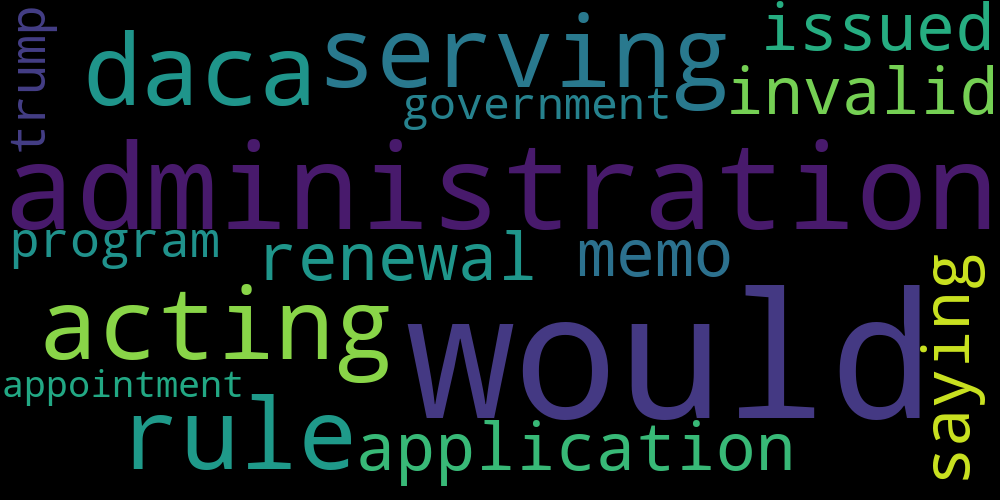 trump
daca
serving
issued
government
invalid
administration
program
renewal
memo
saying
acting
would
appointment
rule
application